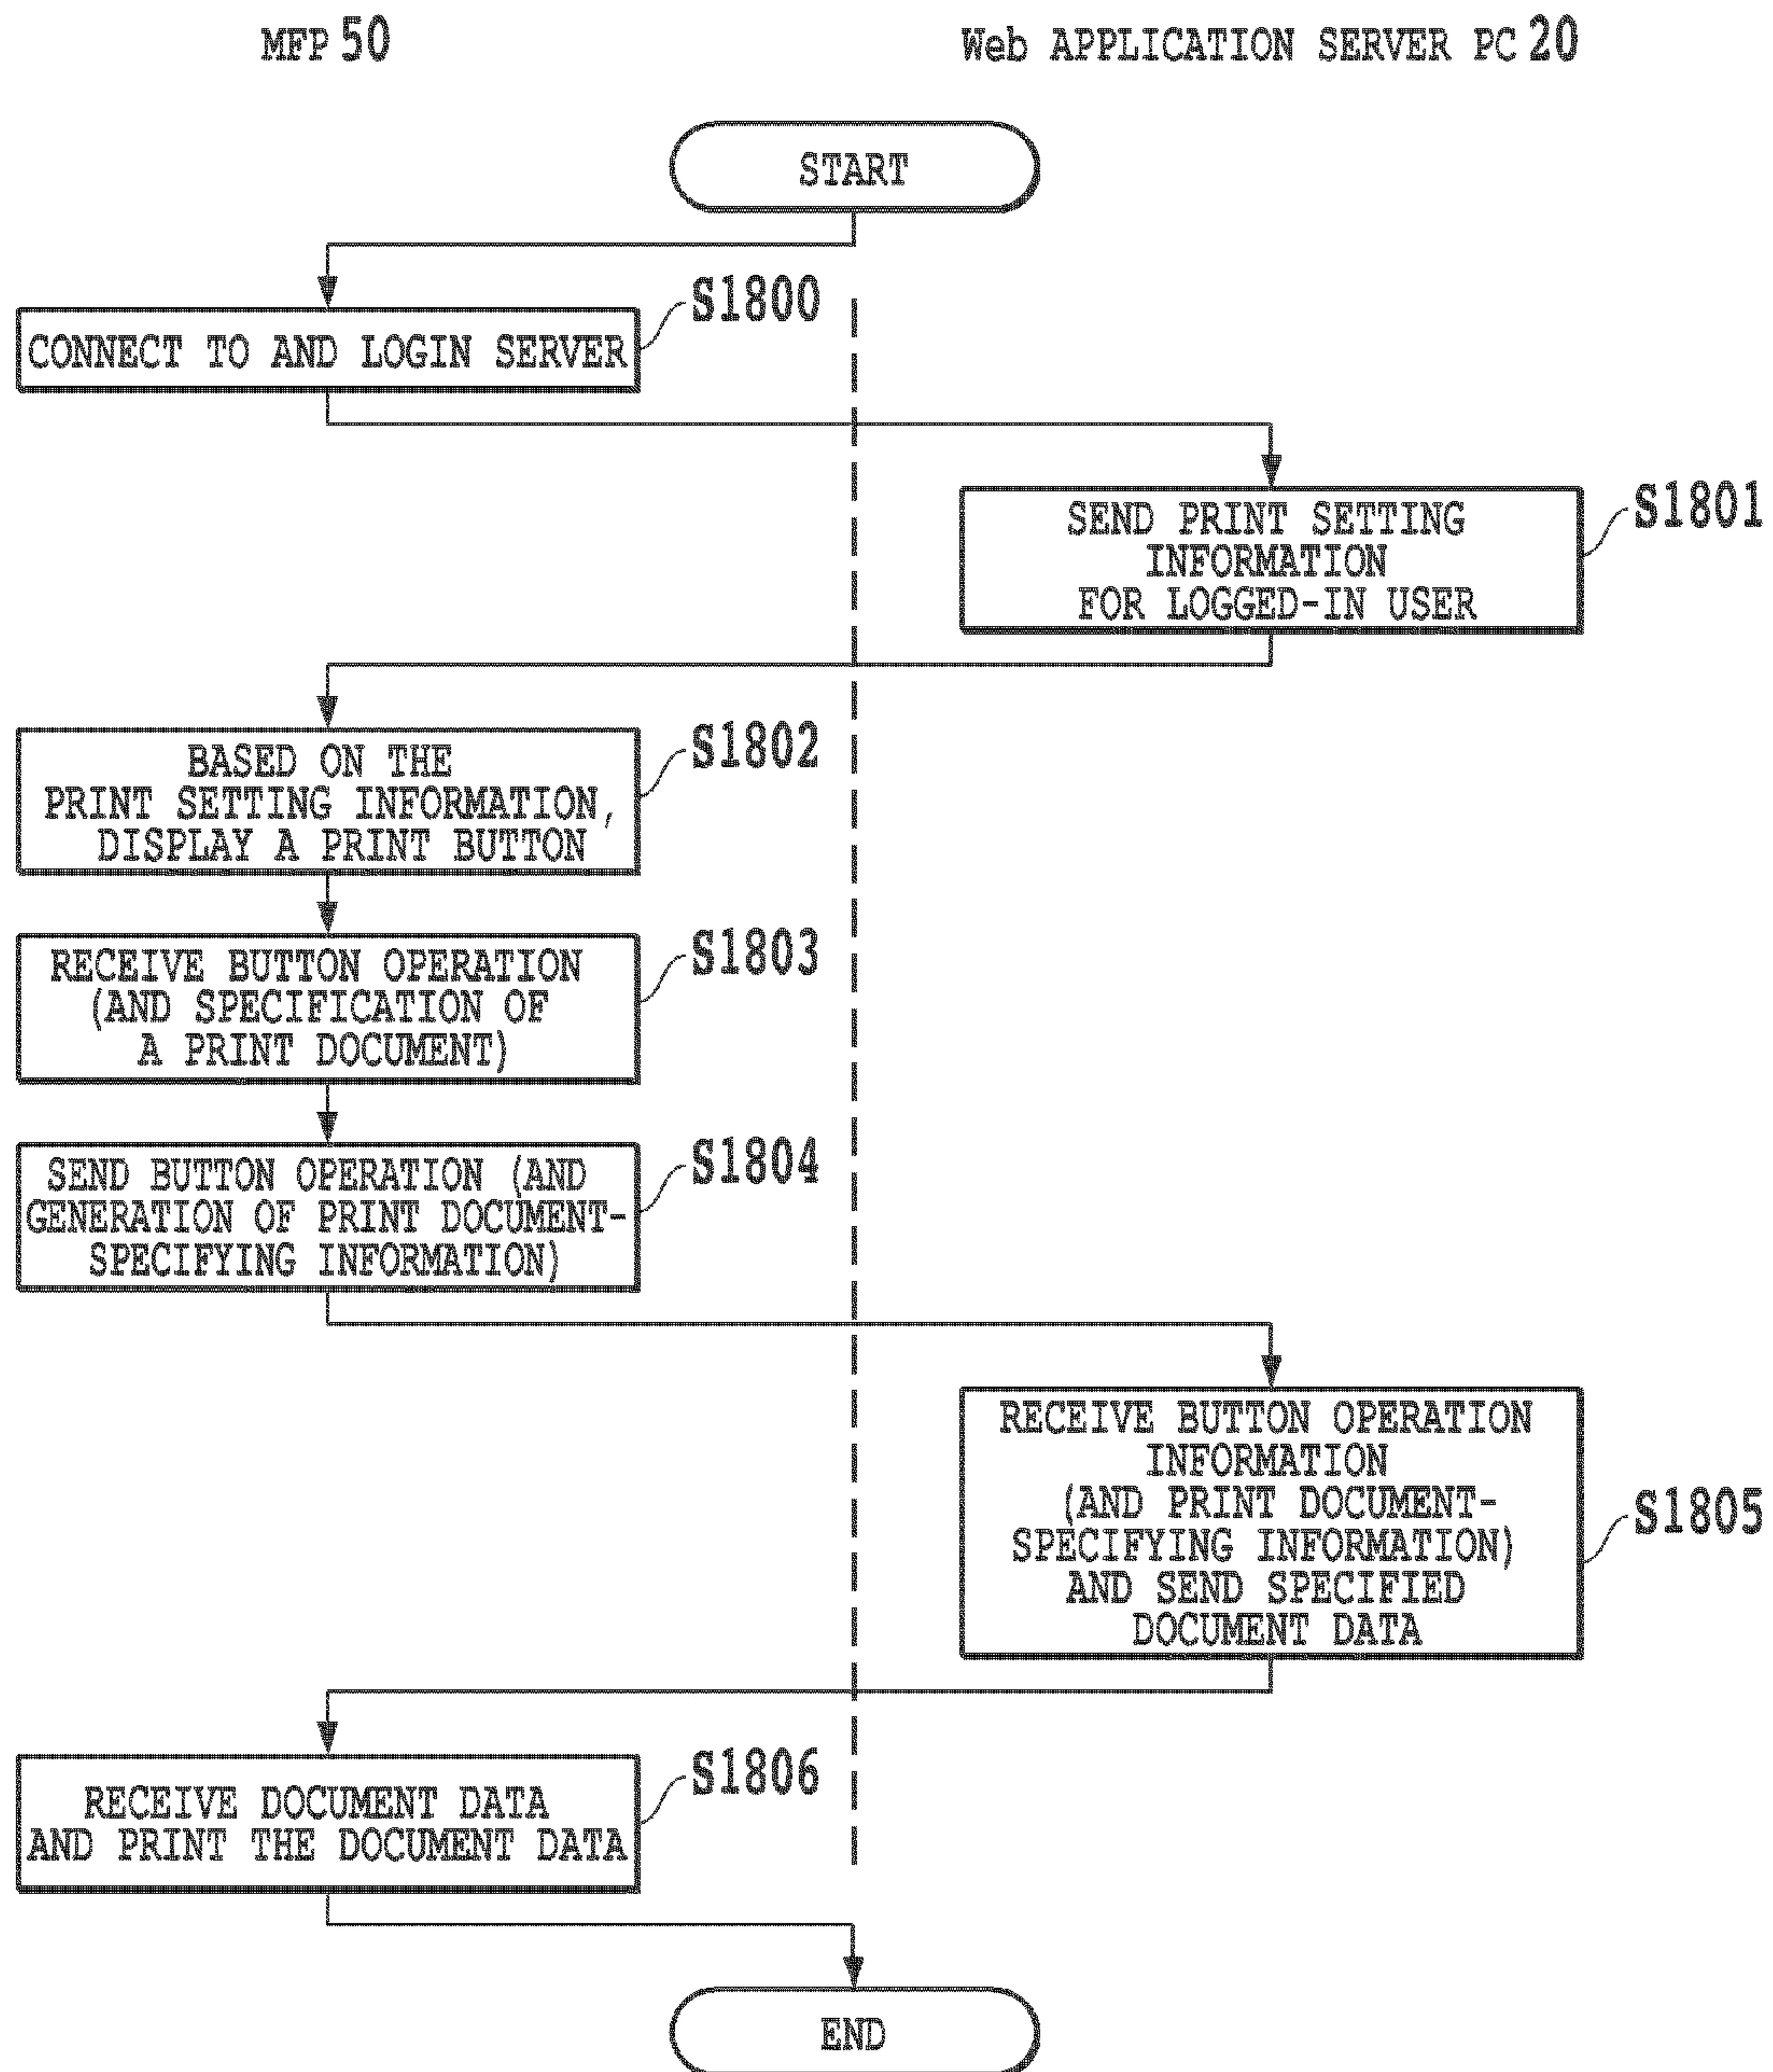 MFP 50
Web APPLICATION SERVER PC 20
START
S1800
CONNECT TO AND LOGIN SERVER
S1801
SEND PRINT SETTING
INFORMATION
FOR LOGGED-IN USER
S1802
BASED ON THE
PRINT SETTING INFORMATION,
DISPLAY A PRINT BUTTON
S1803
RECEIVE BUTTON OPERATION
(AND SPECIFICATION OF
A PRINT DOCUMENT)
S1804
SEND BUTTON OPERATION (AND
GENERATION OF PRINT DOCUMENT-
SPECIFYING INFORMATION)
S1805
RECEIVE BUTTON OPERATION
INFORMATION
(AND PRINT DOCUMENT-
SPECIFYING INFORMATION)
AND SEND SPECIFIED
DOCUMENT DATA
S1806
RECEIVE DOCUMENT DATA
AND PRINT THE DOCUMENT DATA
END